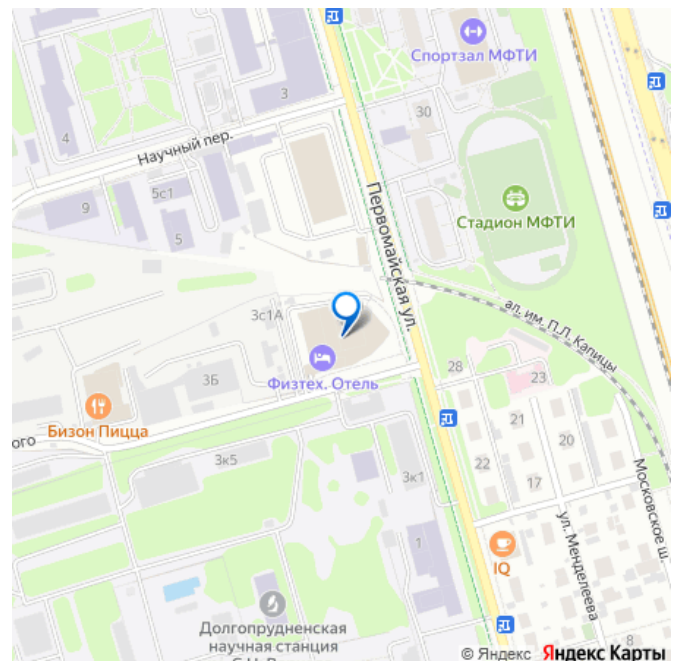 Спортзал МФТИ
3
30
4
Научный пер.
5с1
9
5
Первомайская ул.
Стадион МФТИ
ал. им. П.Л. Капицы
3с1А
Физтех. Отель
3Б
28
23
Бизон Пицца
ого
21
20
22
17
3к5
3к1
Московское ш.
ул. Менделеева
1
IQ
Долгопрудненская
научная станция
8
© Яндекс Яндекс Карты